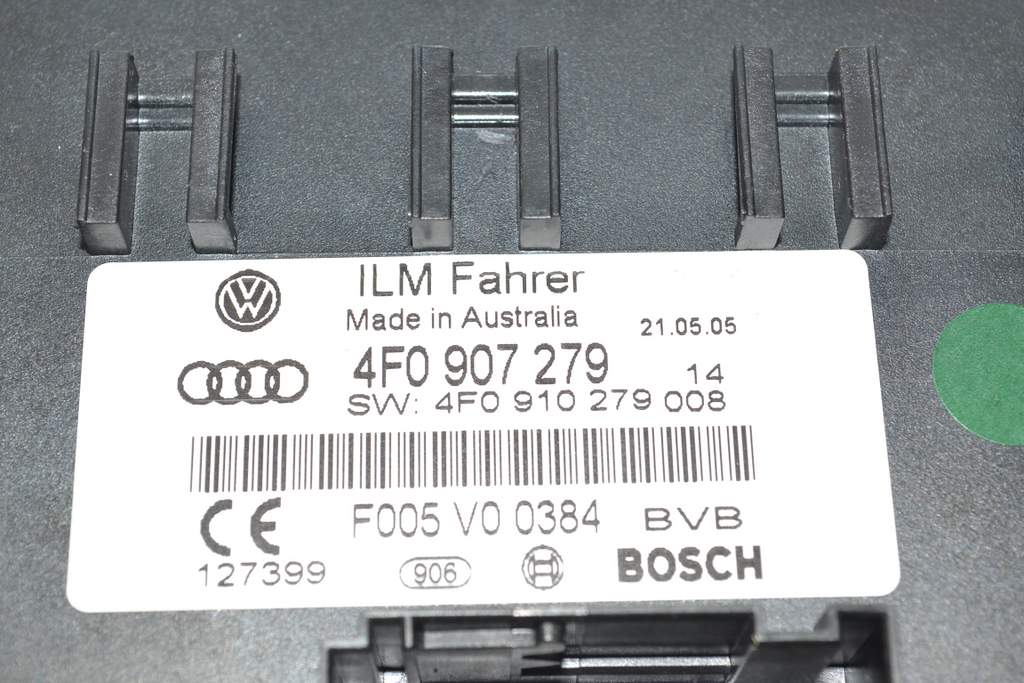 ILM Fahrer
Made in Australia 21.05.05
4F0 907 279 14
SW: 4F0 910 279 008
CE F005 V0 0384 BVB
127399 906 BOSCH